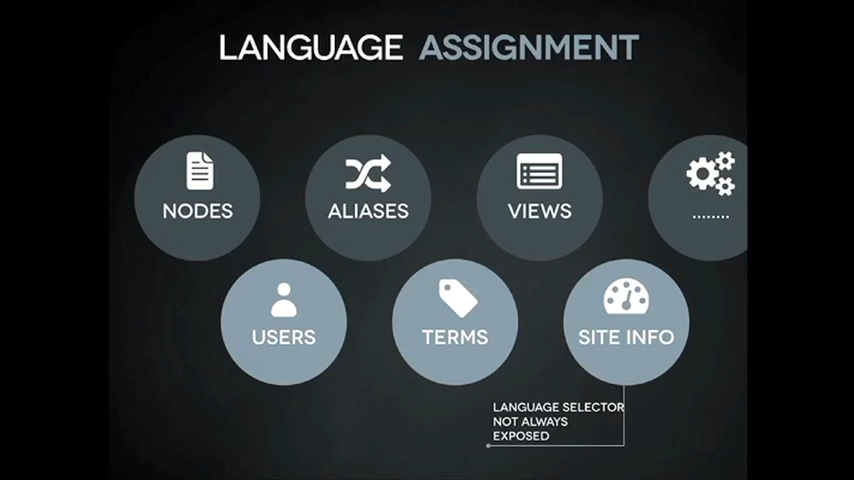 LANGUAGE ASSIGNMENT
NODES
ALIASES
VIEWS
........
USERS
TERMS
SITE INFO
LANGUAGE SELECTOR
NOT ALWAYS
EXPOSED